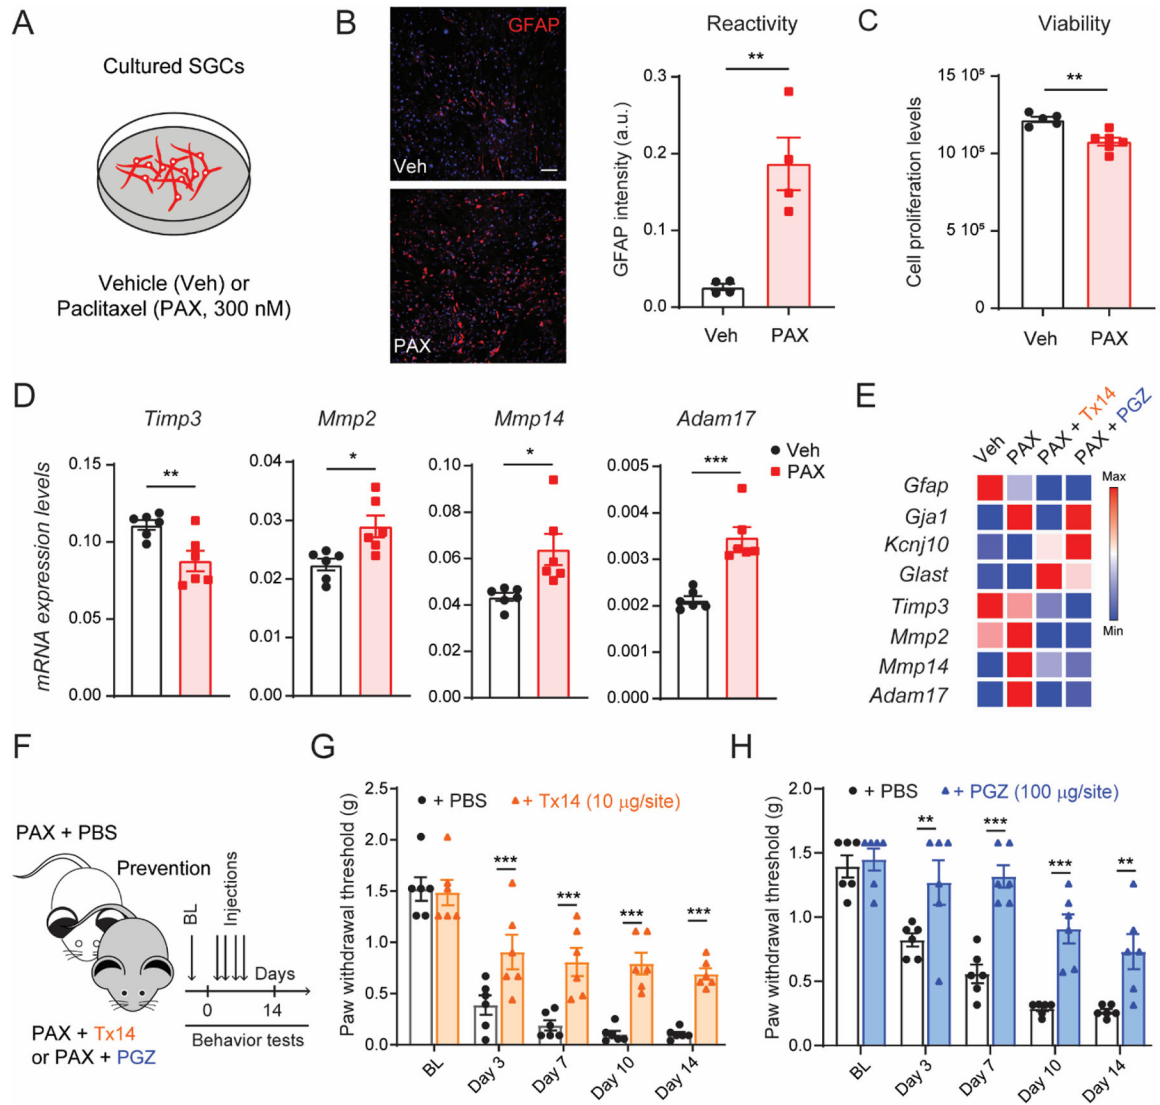 A
Cultured SGCs
Vehicle (Veh) or
Paclitaxel (PAX, 300 nM)
B
GFAP
Veh
PAX
Reactivity
**
GFAP intensity (a.u.)
0.3
0.2
0.1
0.0
Veh
PAX
C
Viability
**
Cell proliferation levels
15 10⁵
10 10⁵
5 10⁵
0
Veh
PAX
D
mRNA expression levels
Timp3
**
0.15
0.10
0.05
0.00
Mmp2
*
0.04
0.03
0.02
0.01
0.00
Mmp14
*
0.10
0.08
0.06
0.04
0.02
0.00
Adam17
***
0.005
0.004
0.003
0.002
0.001
0.000
Veh
PAX
E
Veh
PAX
PAX + Tx14
PAX + PGZ
Gfap
Gja1
Kcnj10
Glast
Timp3
Mmp2
Mmp14
Adam17
Max
Min
F
PAX + PBS
Prevention
BL
Injections
Days
0
14
Behavior tests
PAX + Tx14
or PAX + PGZ
G
Paw withdrawal threshold (g)
2.5
2.0
1.5
1.0
0.5
0.0
+ PBS
+ Tx14 (10 μg/site)
***
***
***
***
BL
Day 3
Day 7
Day 10
Day 14
H
Paw withdrawal threshold (g)
2.0
1.5
1.0
0.5
0.0
+ PBS
+ PGZ (100 μg/site)
**
***
***
**
BL
Day 3
Day 7
Day 10
Day 14